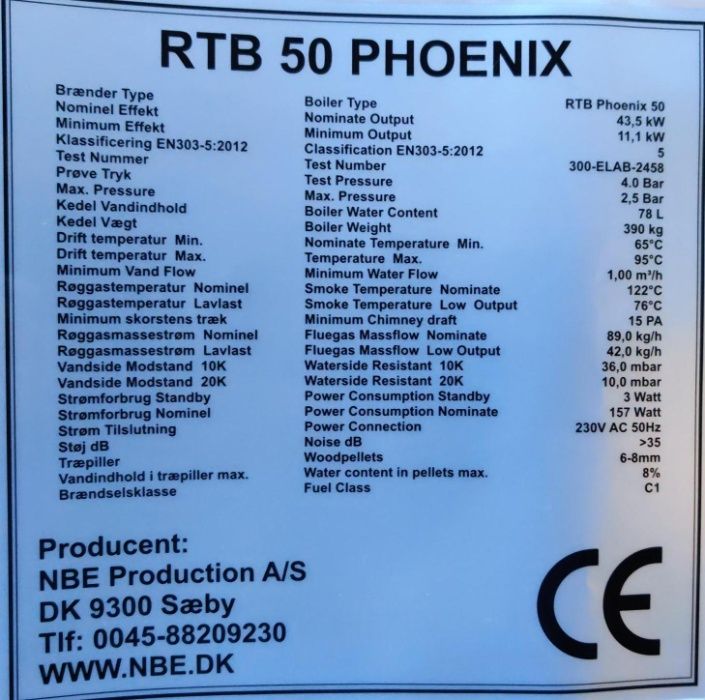 RTB 50 PHOENIX
Brænder Type Boiler Type RTB Phoenix 50
Nominel Effekt Nominate Output 43,5 kW
Minimum Effekt Minimum Output 11,1 kW
Klassificering EN303-5:2012 Classification EN303-5:2012 5
Test Nummer Test Number 300-ELAB-2458
Prøve Tryk Test Pressure 4.0 Bar
Max. Pressure Max. Pressure 2,5 Bar
Kedel Vandindhold Boiler Water Content 78 L
Kedel Vægt Boiler Weight 390 kg
Drift temperatur Min. Nominate Temperature Min. 65°C
Drift temperatur Max. Temperature Max. 95°C
Minimum Vand Flow Minimum Water Flow 1,00 m³/h
Røggastemperatur Nominel Smoke Temperature Nominate 122°C
Røggastemperatur Lavlast Smoke Temperature Low Output 76°C
Minimum skorstens træk Minimum Chimney draft 15 PA
Røggasmassestrøm Nominel Fluegas Massflow Nominate 89,0 kg/h
Røggasmassestrøm Lavlast Fluegas Massflow Low Output 42,0 kg/h
Vandside Modstand 10K Waterside Resistant 10K 36,0 mbar
Vandside Modstand 20K Waterside Resistant 20K 10,0 mbar
Strømforbrug Standby Power Consumption Standby 3 Watt
Strømforbrug Nominel Power Consumption Nominate 157 Watt
Strøm Tilslutning Power Connection 230V AC 50Hz
Støj dB Noise dB >35
Træpiller Woodpellets 6-8mm
Vandindhold i træpiller max. Water content in pellets max. 8%
Brændselsklasse Fuel Class C1
Producent:
NBE Production A/S
DK 9300 Sæby
Tlf: 0045-88209230
WWW.NBE.DK
CE